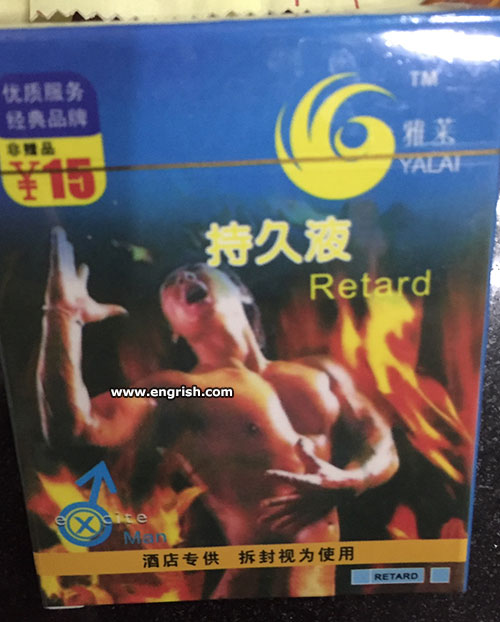 优质服务
经典品牌
非赠品
¥15
TM
雅莱
YALAI
持久液
Retard
www.engrish.com
excite
Man
酒店专供 拆封视为使用
RETARD